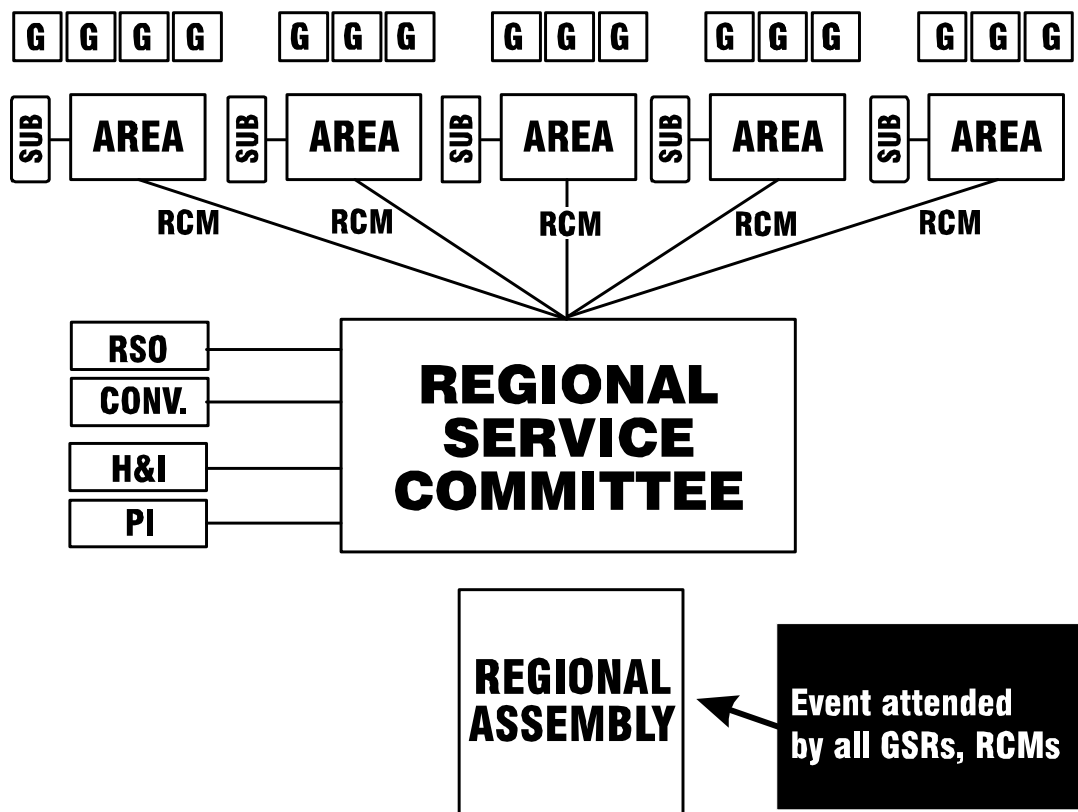 G G G G G G G G G G G G G G G G
SUB AREA SUB AREA SUB AREA SUB AREA SUB AREA
RCM RCM RCM RCM RCM
RSO
CONV.
H&I
PI
REGIONAL
SERVICE
COMMITTEE
REGIONAL
ASSEMBLY
Event attended
by all GSRs, RCMs